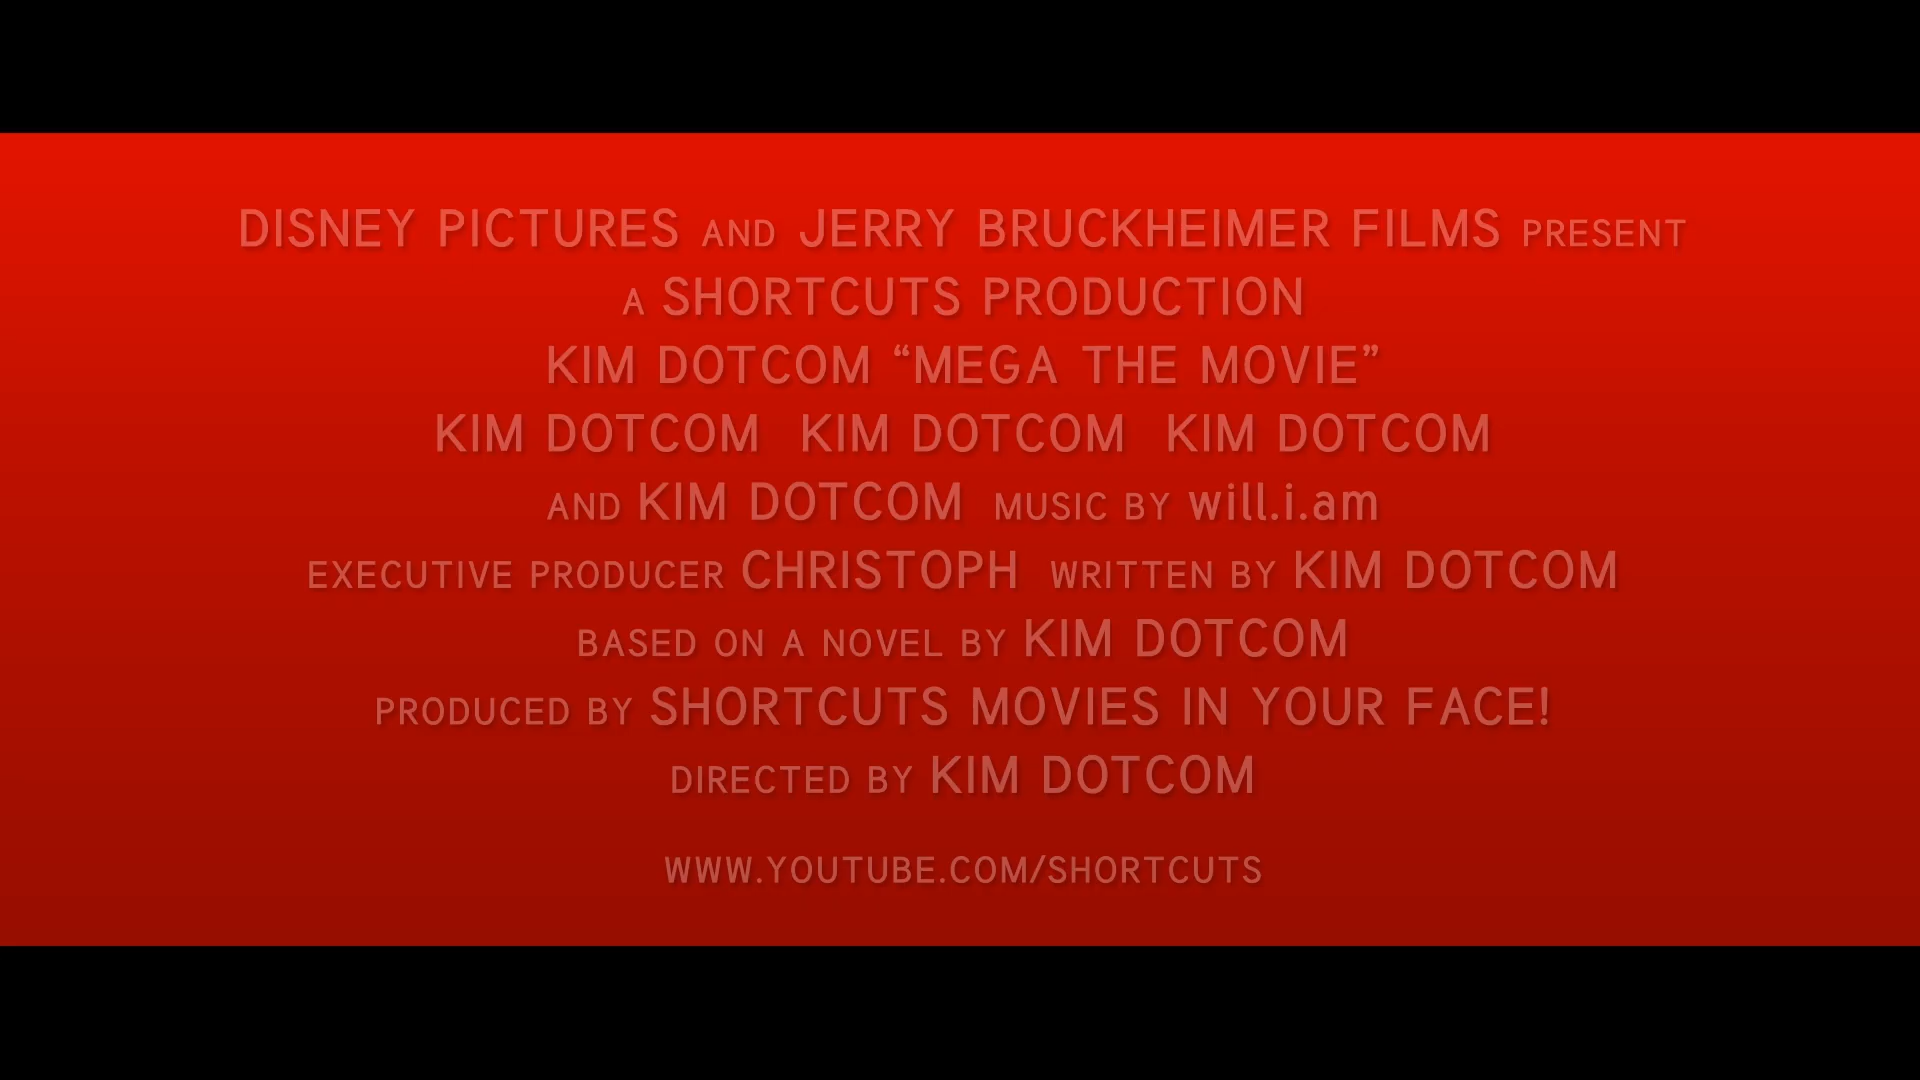 DISNEY PICTURES AND JERRY BRUCKHEIMER FILMS PRESENT
A SHORTCUTS PRODUCTION
KIM DOTCOM “MEGA THE MOVIE”
KIM DOTCOM KIM DOTCOM KIM DOTCOM
AND KIM DOTCOM MUSIC BY will.i.am
EXECUTIVE PRODUCER CHRISTOPH WRITTEN BY KIM DOTCOM
BASED ON A NOVEL BY KIM DOTCOM
PRODUCED BY SHORTCUTS MOVIES IN YOUR FACE!
DIRECTED BY KIM DOTCOM
WWW.YOUTUBE.COM/SHORTCUTS